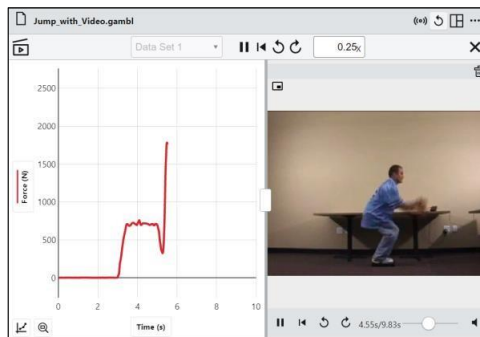 Jump_with_Video.gambl
Data Set 1
0.25x
2500
2000
1500
1000
500
0
Force (N)
0 2 4 6 8 10
Time (s)
4.55s/9.83s